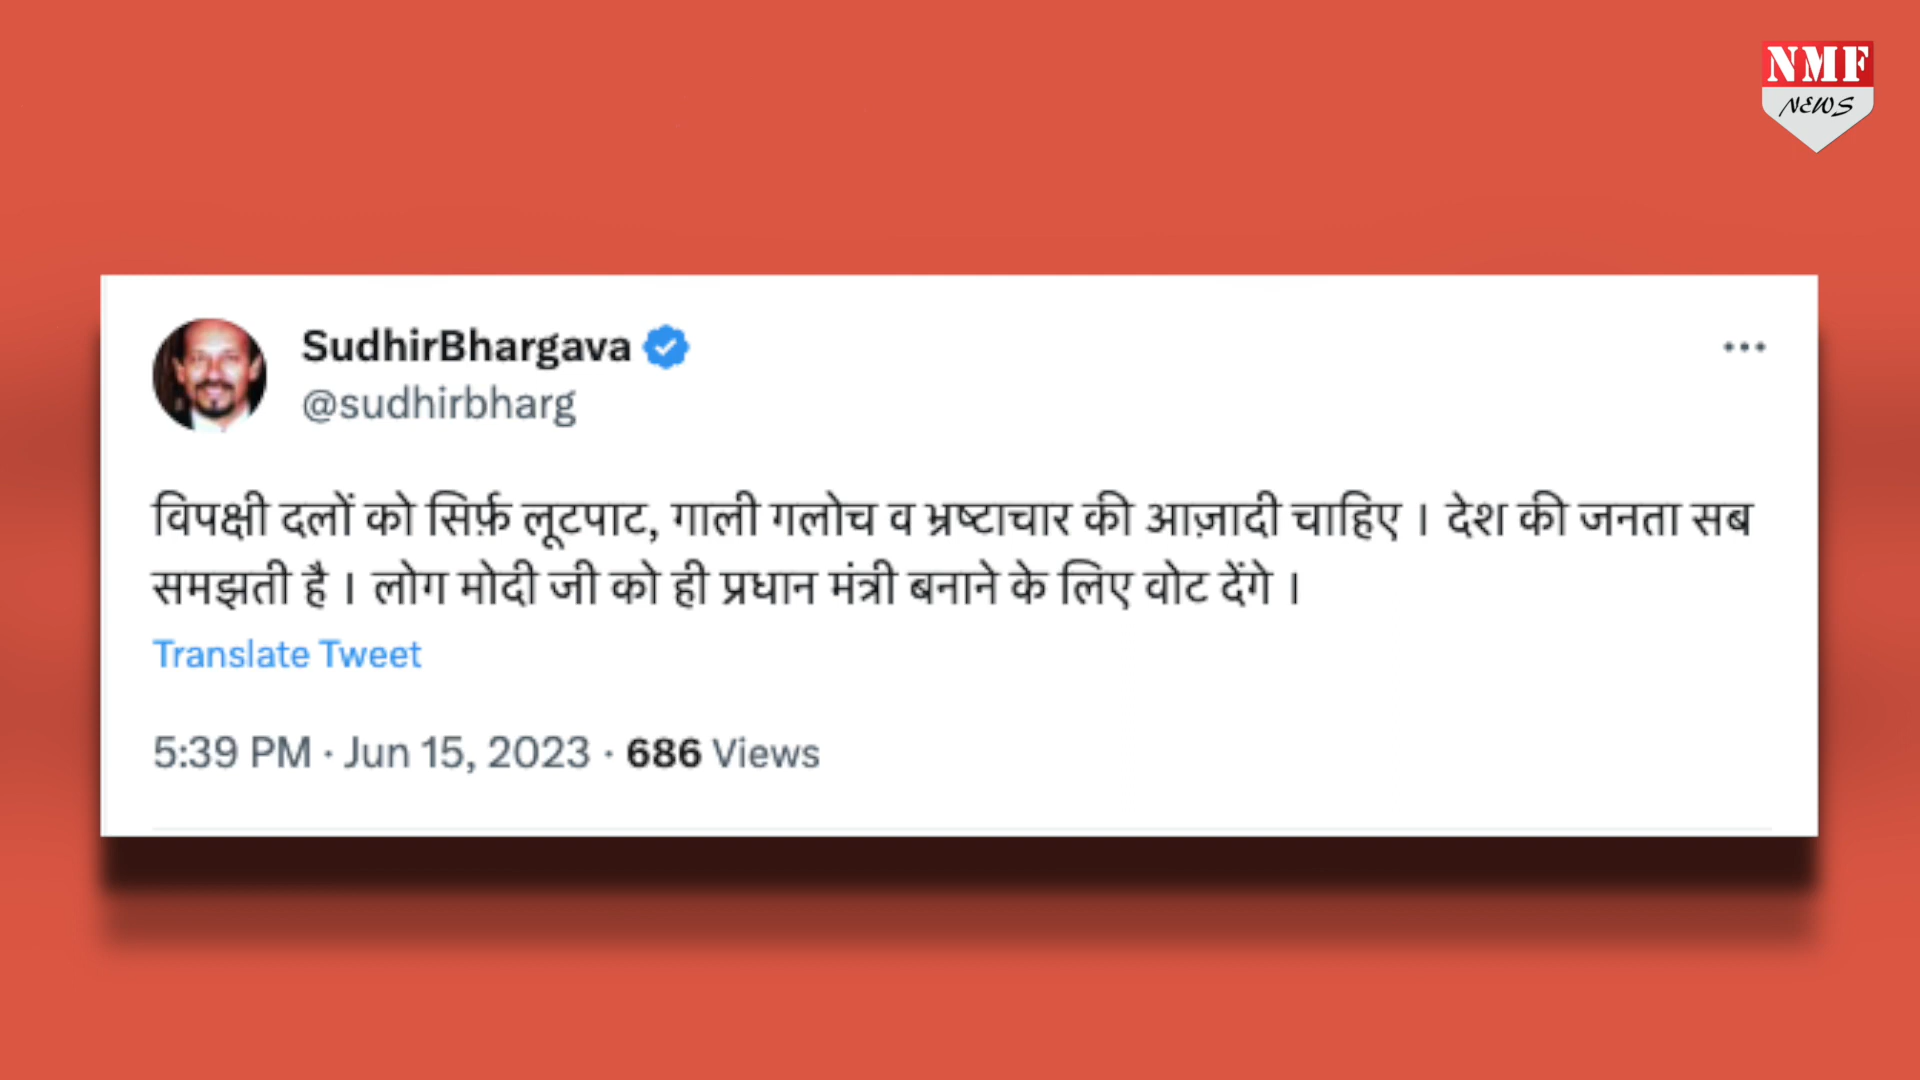 NMF
NEWS
SudhirBhargava
@sudhirbharg
विपक्षी दलों को सिर्फ़ लूटपाट, गाली गलोच व भ्रष्टाचार की आज़ादी चाहिए । देश की जनता सब
समझती है । लोग मोदी जी को ही प्रधान मंत्री बनाने के लिए वोट देंगे ।
Translate Tweet
5:39 PM · Jun 15, 2023 · 686 Views